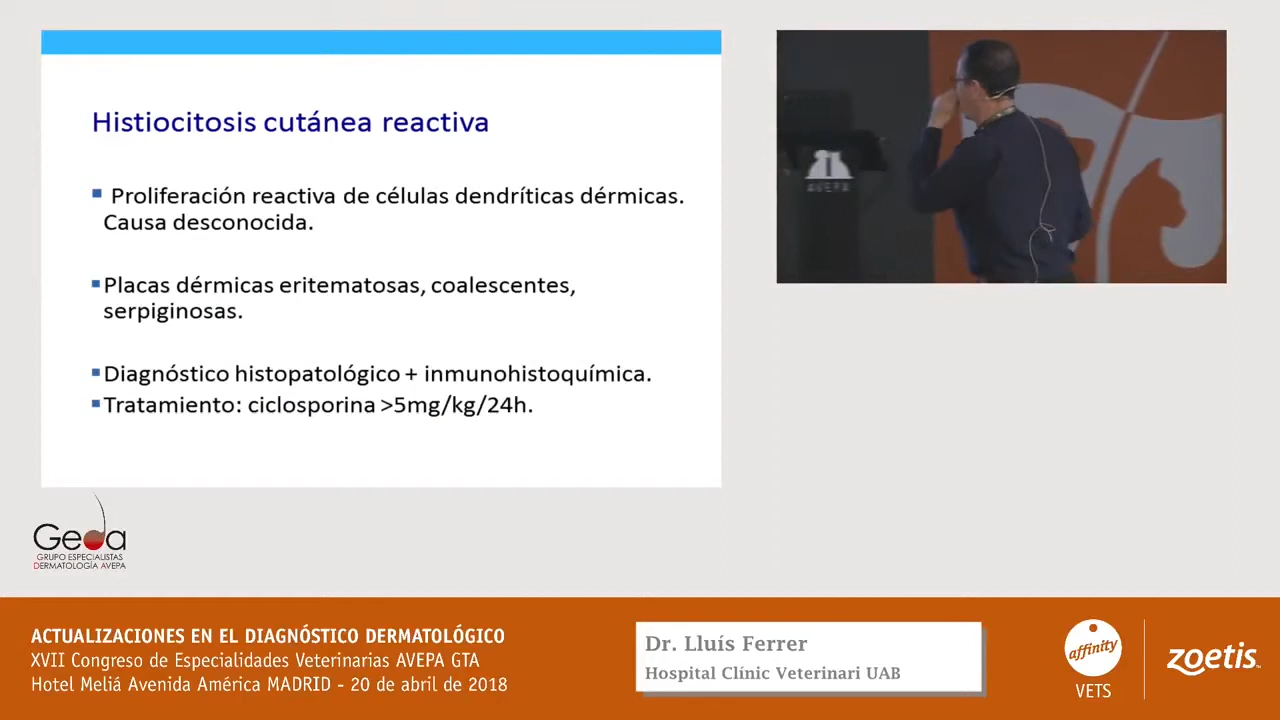 Histiocitosis cutánea reactiva
▪ Proliferación reactiva de células dendríticas dérmicas.
Causa desconocida.
▪Placas dérmicas eritematosas, coalescentes,
serpiginosas.
▪Diagnóstico histopatológico + inmunohistoquímica.
▪Tratamiento: ciclosporina >5mg/kg/24h.
AVEPA
Geda
GRUPO ESPECIALISTAS
DERMATOLOGÍA AVEPA
ACTUALIZACIONES EN EL DIAGNÓSTICO DERMATOLÓGICO
XVII Congreso de Especialidades Veterinarias AVEPA GTA
Hotel Meliá Avenida América MADRID - 20 de abril de 2018
Dr. Lluís Ferrer
Hospital Clínic Veterinari UAB
affinity
VETS
zoetis